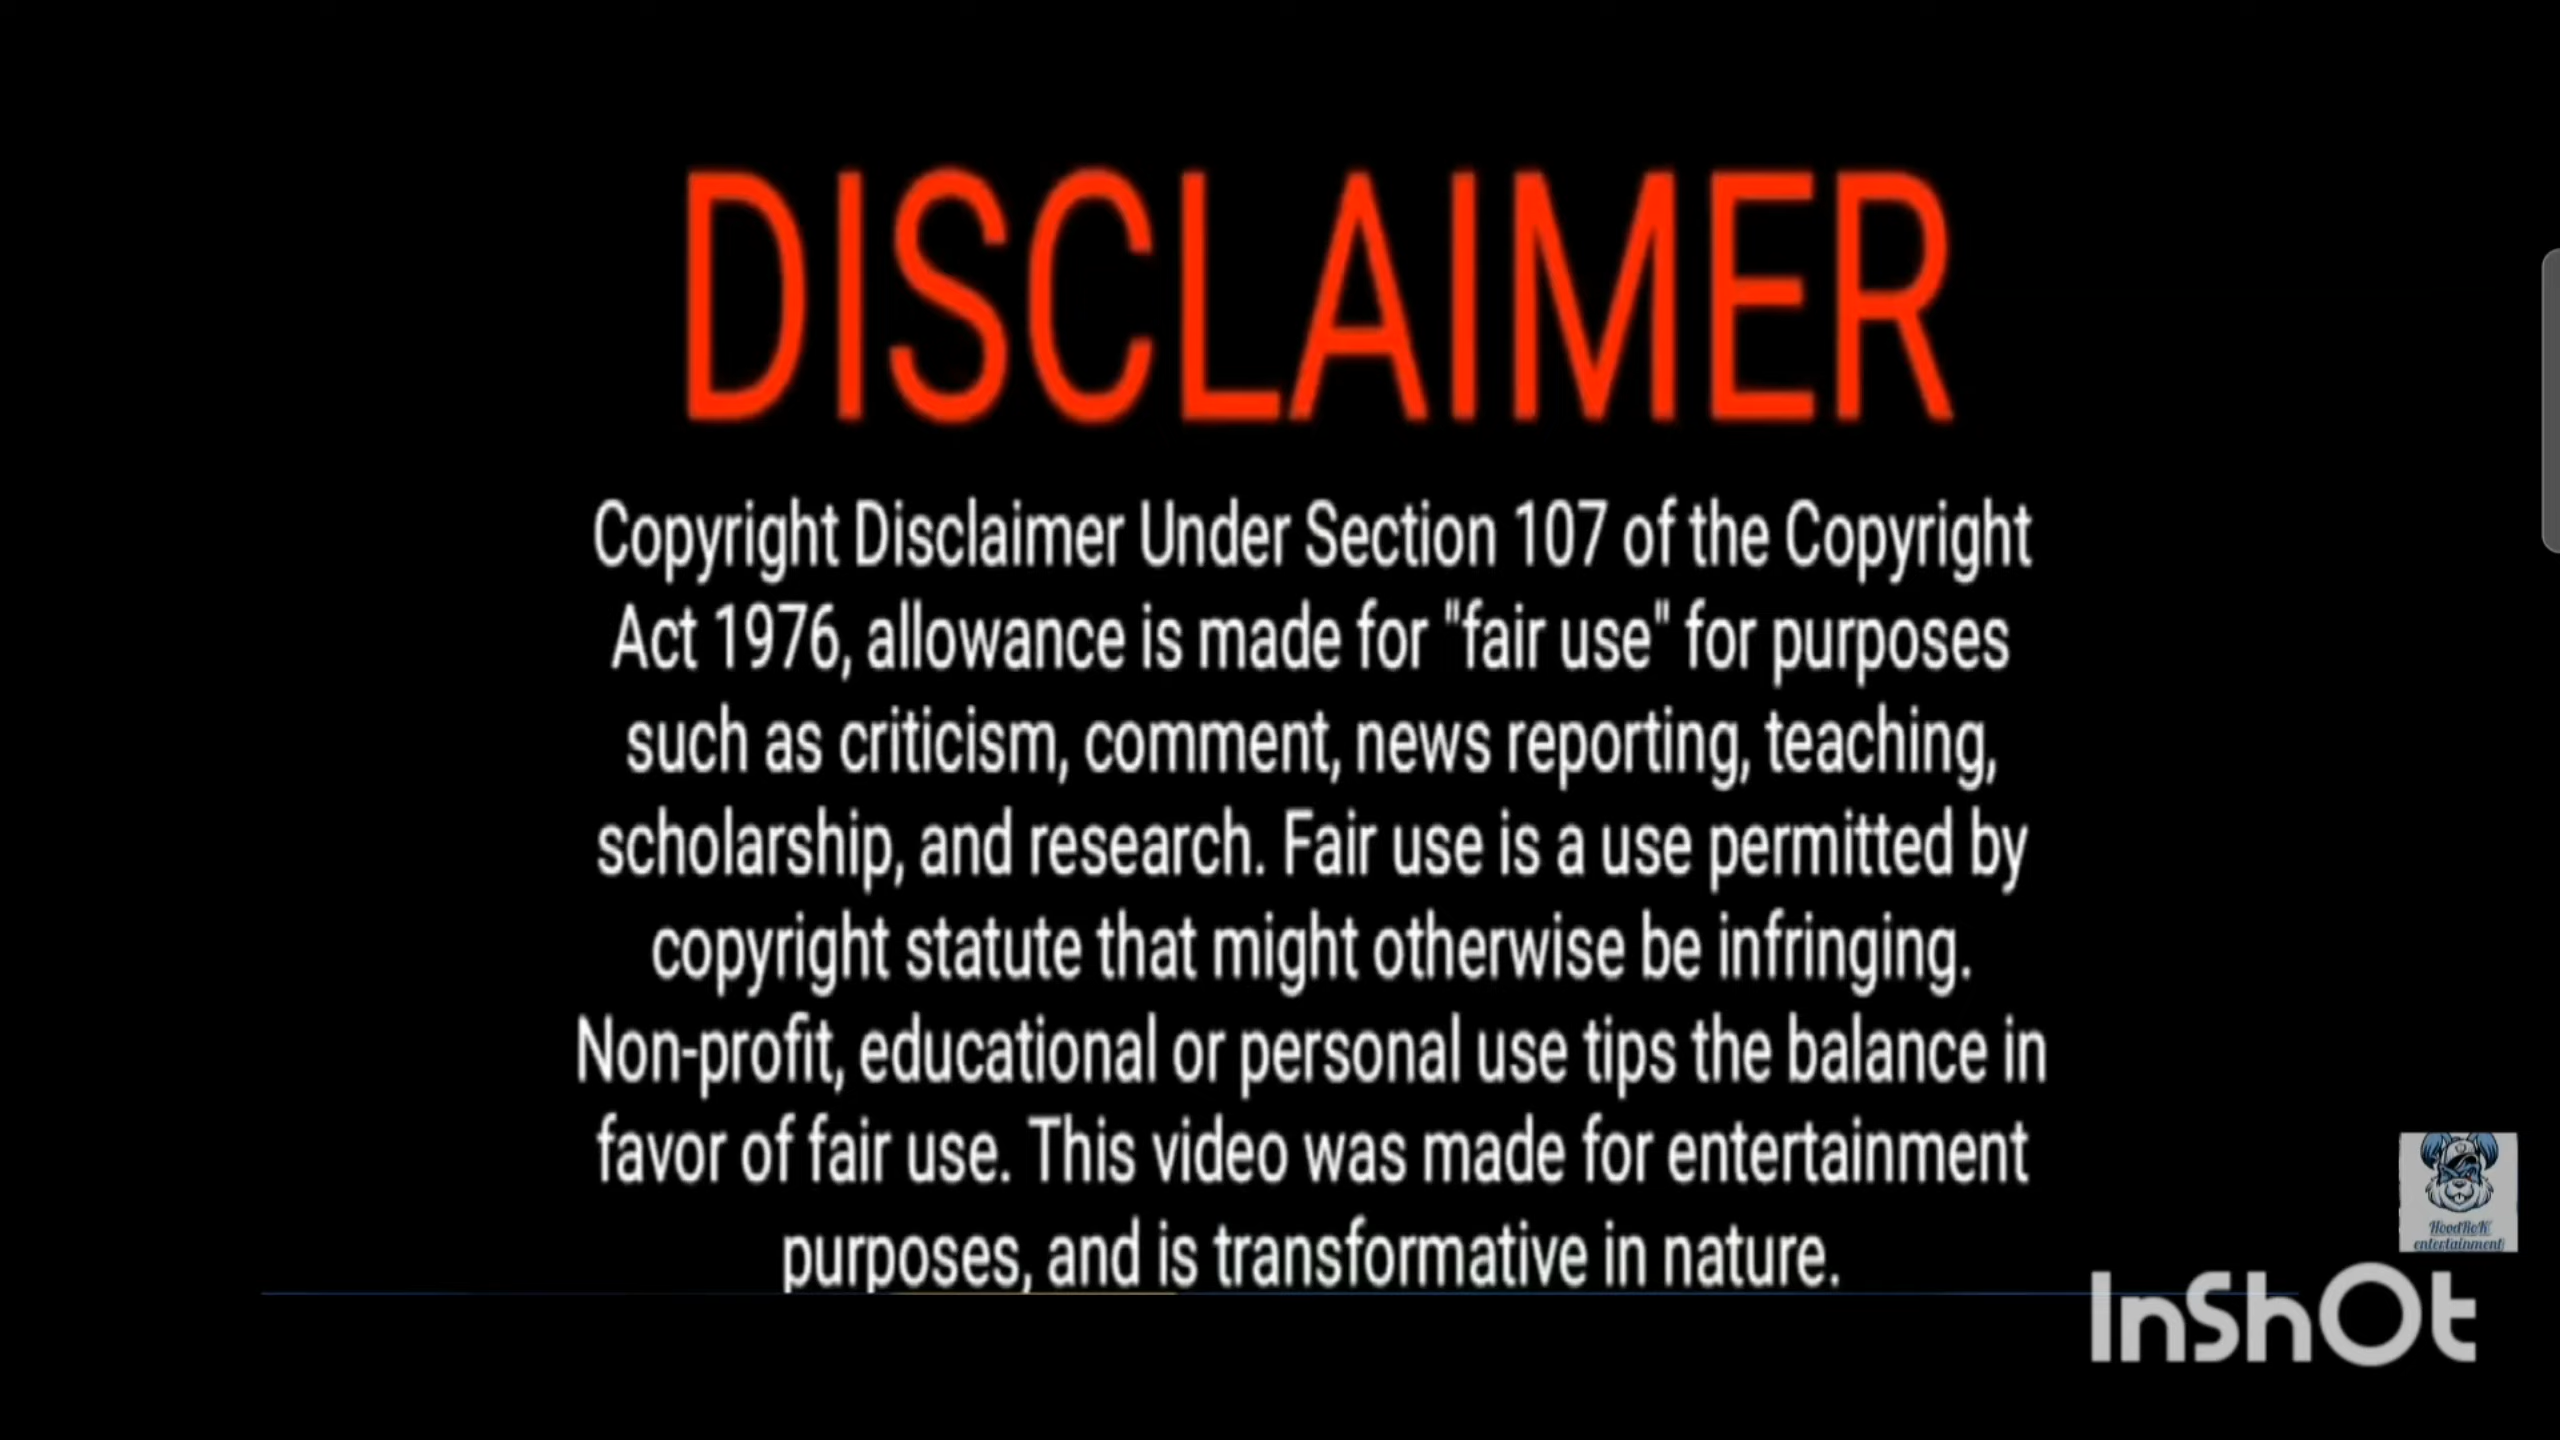 DISCLAIMER
Copyright Disclaimer Under Section 107 of the Copyright
Act 1976, allowance is made for "fair use" for purposes
such as criticism, comment, news reporting, teaching,
scholarship, and research. Fair use is a use permitted by
copyright statute that might otherwise be infringing.
Non-profit, educational or personal use tips the balance in
favor of fair use. This video was made for entertainment
purposes, and is transformative in nature.
HoodRoK
entertainment
InShOt